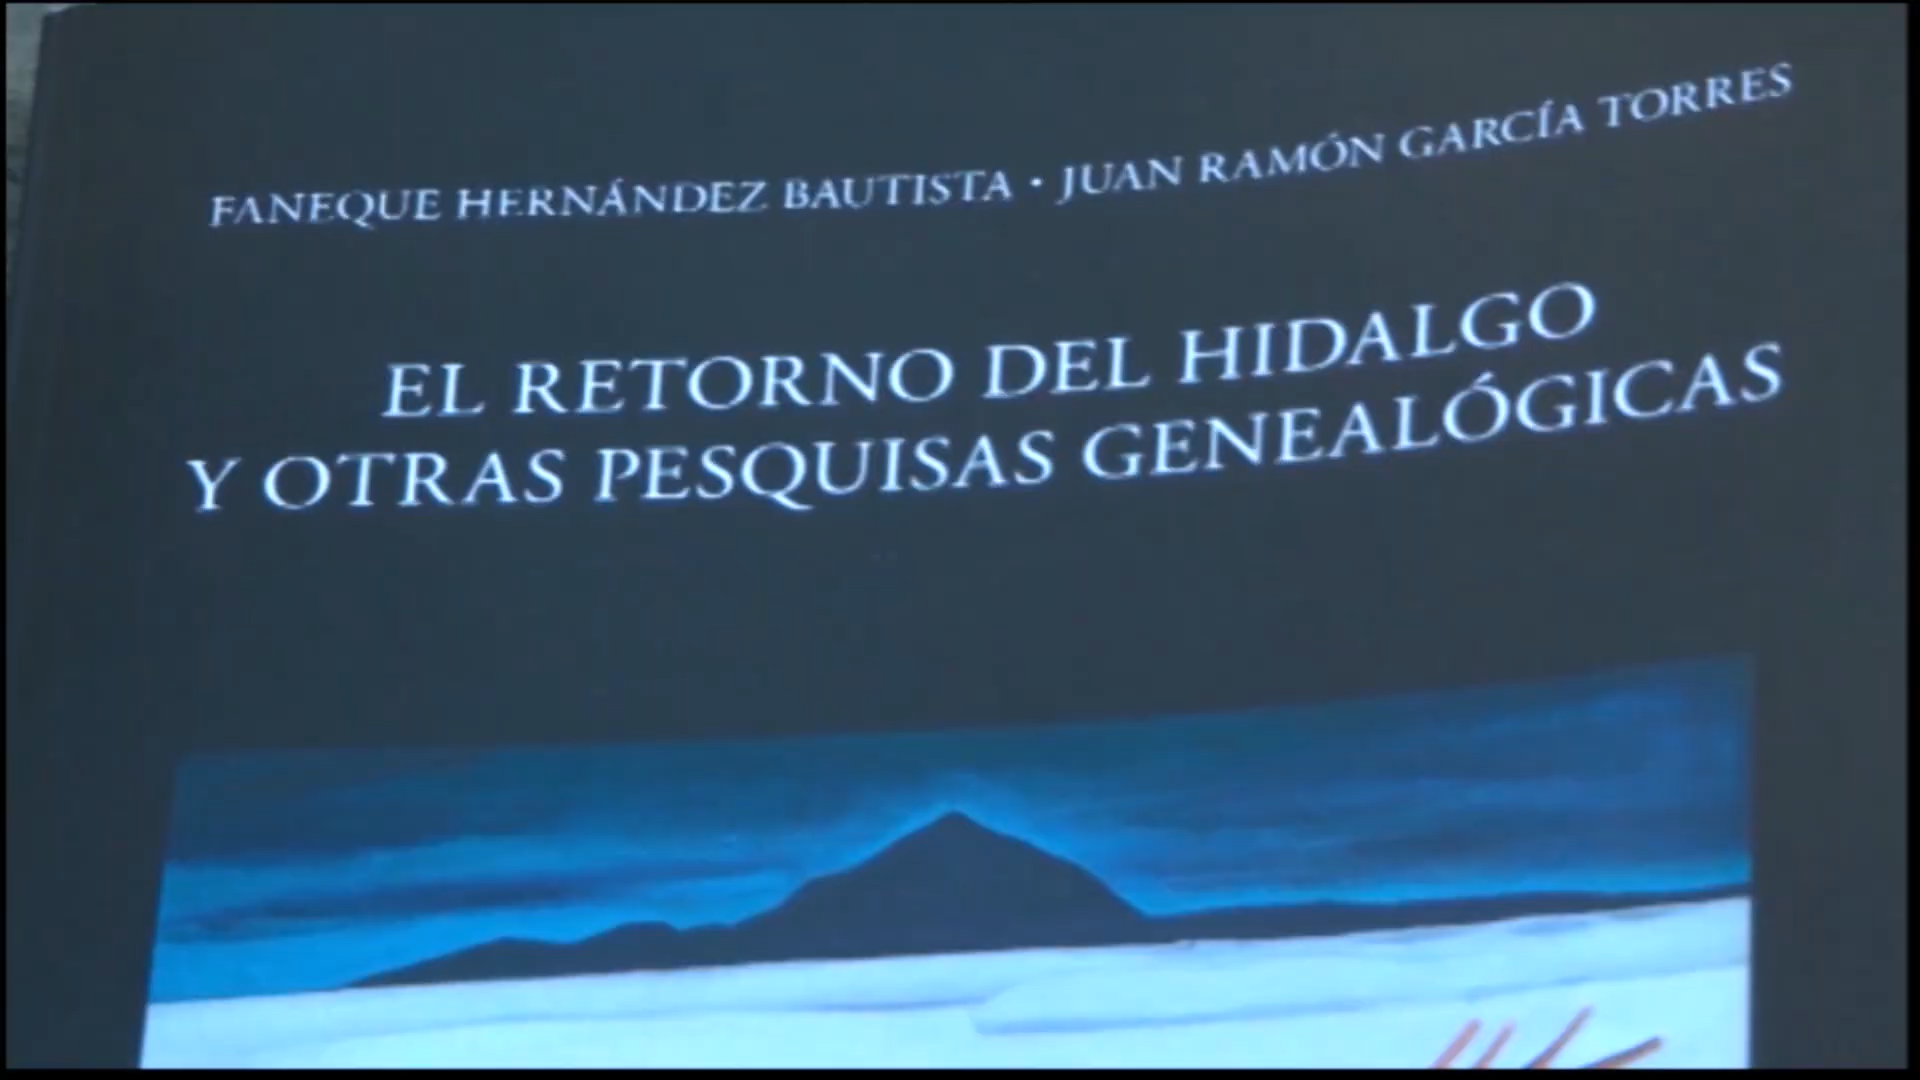 FANEQUE HERNÁNDEZ BAUTISTA · JUAN RAMÓN GARCÍA TORRES
EL RETORNO DEL HIDALGO
Y OTRAS PESQUISAS GENEALÓGICAS